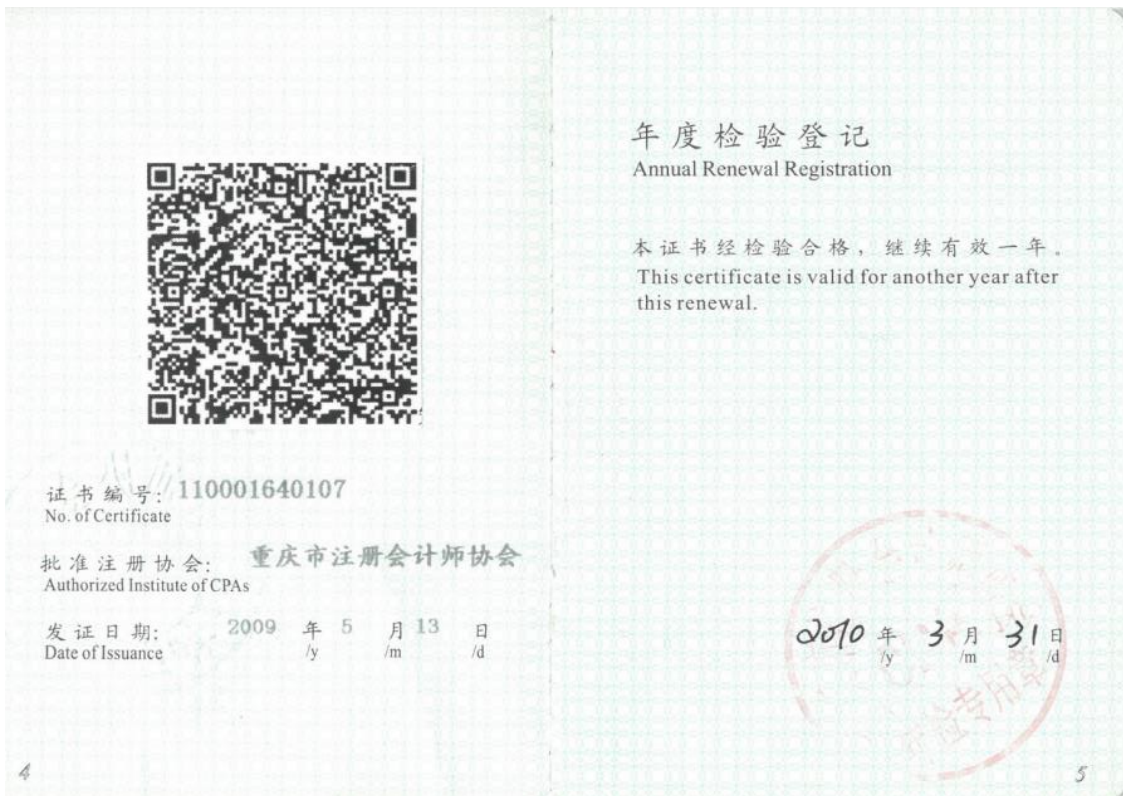 证书编号: 110001640107
No. of Certificate
批准注册协会: 重庆市注册会计师协会
Authorized Institute of CPAs
发证日期: 2009 年 5 月 13 日
Date of Issuance /y /m /d
4
年度检验登记
Annual Renewal Registration
本证书经检验合格，继续有效一年。
This certificate is valid for another year after
this renewal.
2010 年 3 月 31 日
/y /m /d
专用章
5